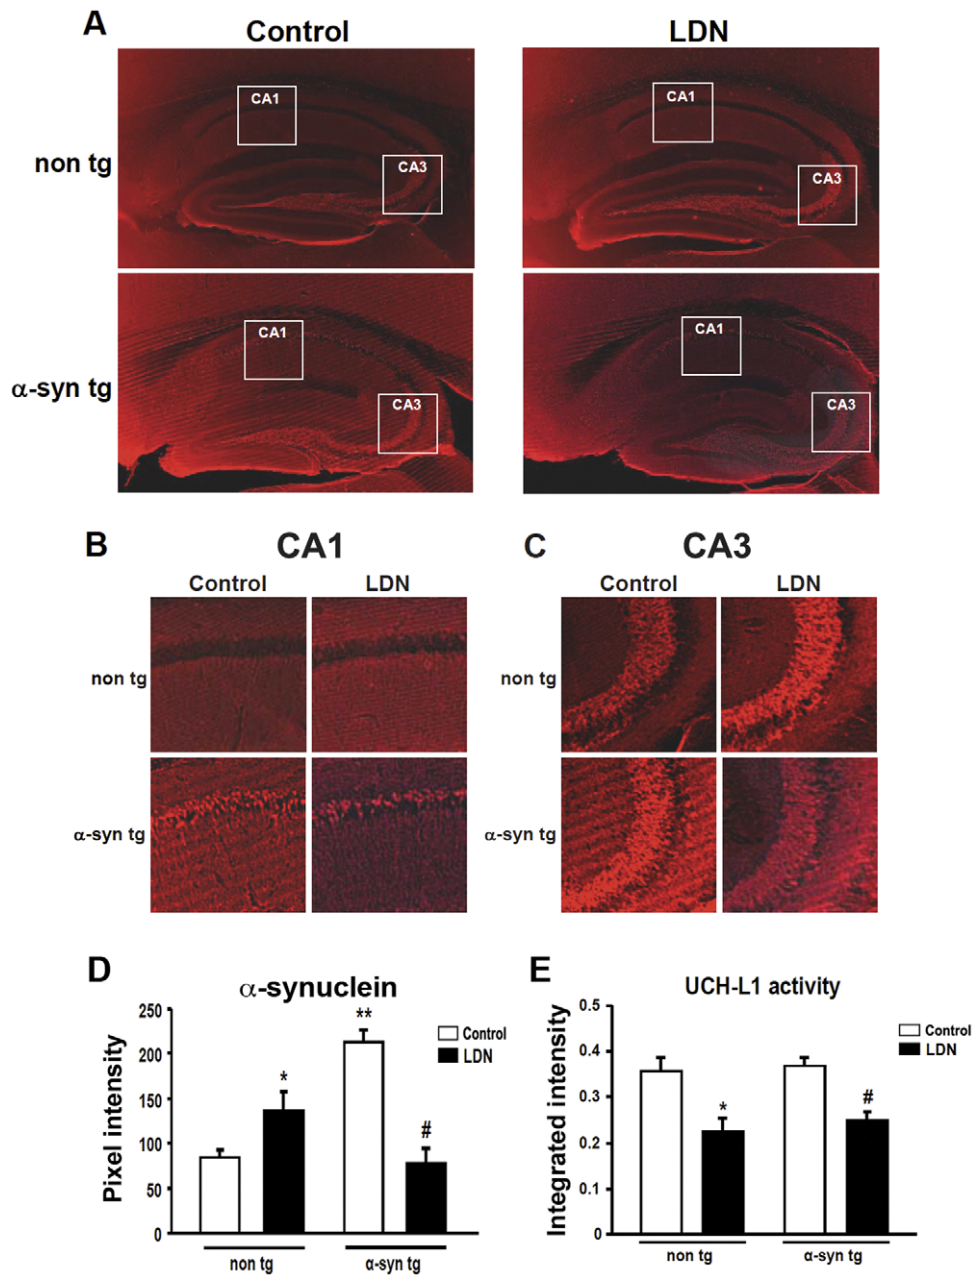 A
Control
LDN
non tg
CA1
CA3
CA1
CA3
α-syn tg
CA1
CA3
CA1
CA3
B
CA1
C
CA3
Control
LDN
Control
LDN
non tg
non tg
α-syn tg
α-syn tg
D
α-synuclein
Pixel intensity
250
200
150
100
50
0
*
**
#
Control
LDN
non tg
α-syn tg
E
UCH-L1 activity
Integrated intensity
0.5
0.4
0.3
0.2
0.1
0
*
#
Control
LDN
non tg
α-syn tg